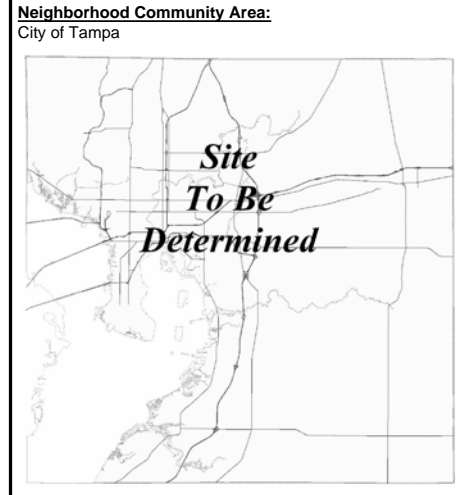 Neighborhood Community Area:
City of Tampa
Site
To Be
Determined